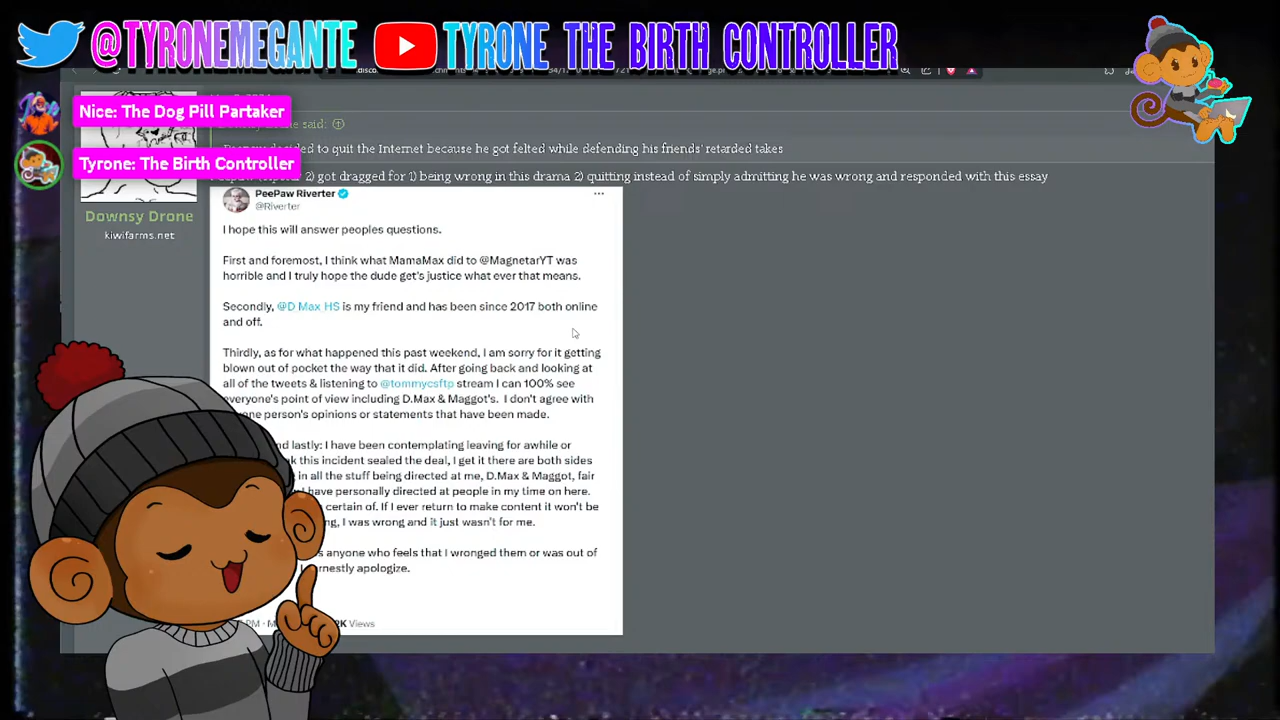 @TYRONEMEGANTE TYRONE THE BIRTH CONTROLLER
Nice: The Dog Pill Partaker
said:
decided to quit the Internet because he got felted while defending his friends' retarded takes
Tyrone: The Birth Controller
2) got dragged for 1) being wrong in this drama 2) quitting instead of simply admitting he was wrong and responded with this essay
Downsy Drone
kiwifarms.net
PeePaw Riverter
@Riverter
I hope this will answer peoples questions.
First and foremost, I think what MamaMax did to @MagnetarYT was
horrible and I truly hope the dude get's justice what ever that means.
Secondly, @D Max HS is my friend and has been since 2017 both online
and off.
Thirdly, as for what happened this past weekend, I am sorry for it getting
blown out of pocket the way that it did. After going back and looking at
all of the tweets & listening to @tommycsftp stream I can 100% see
everyone's point of view including D.Max & Maggot's. I don't agree with
person's opinions or statements that have been made.
lastly: I have been contemplating leaving for awhile or
this incident sealed the deal, I get it there are both sides
in all the stuff being directed at me, D.Max & Maggot, fair
I have personally directed at people in my time on here.
certain of. If I ever return to make content it won't be
I was wrong and it just wasn't for me.
anyone who feels that I wronged them or was out of
apologize.
Views